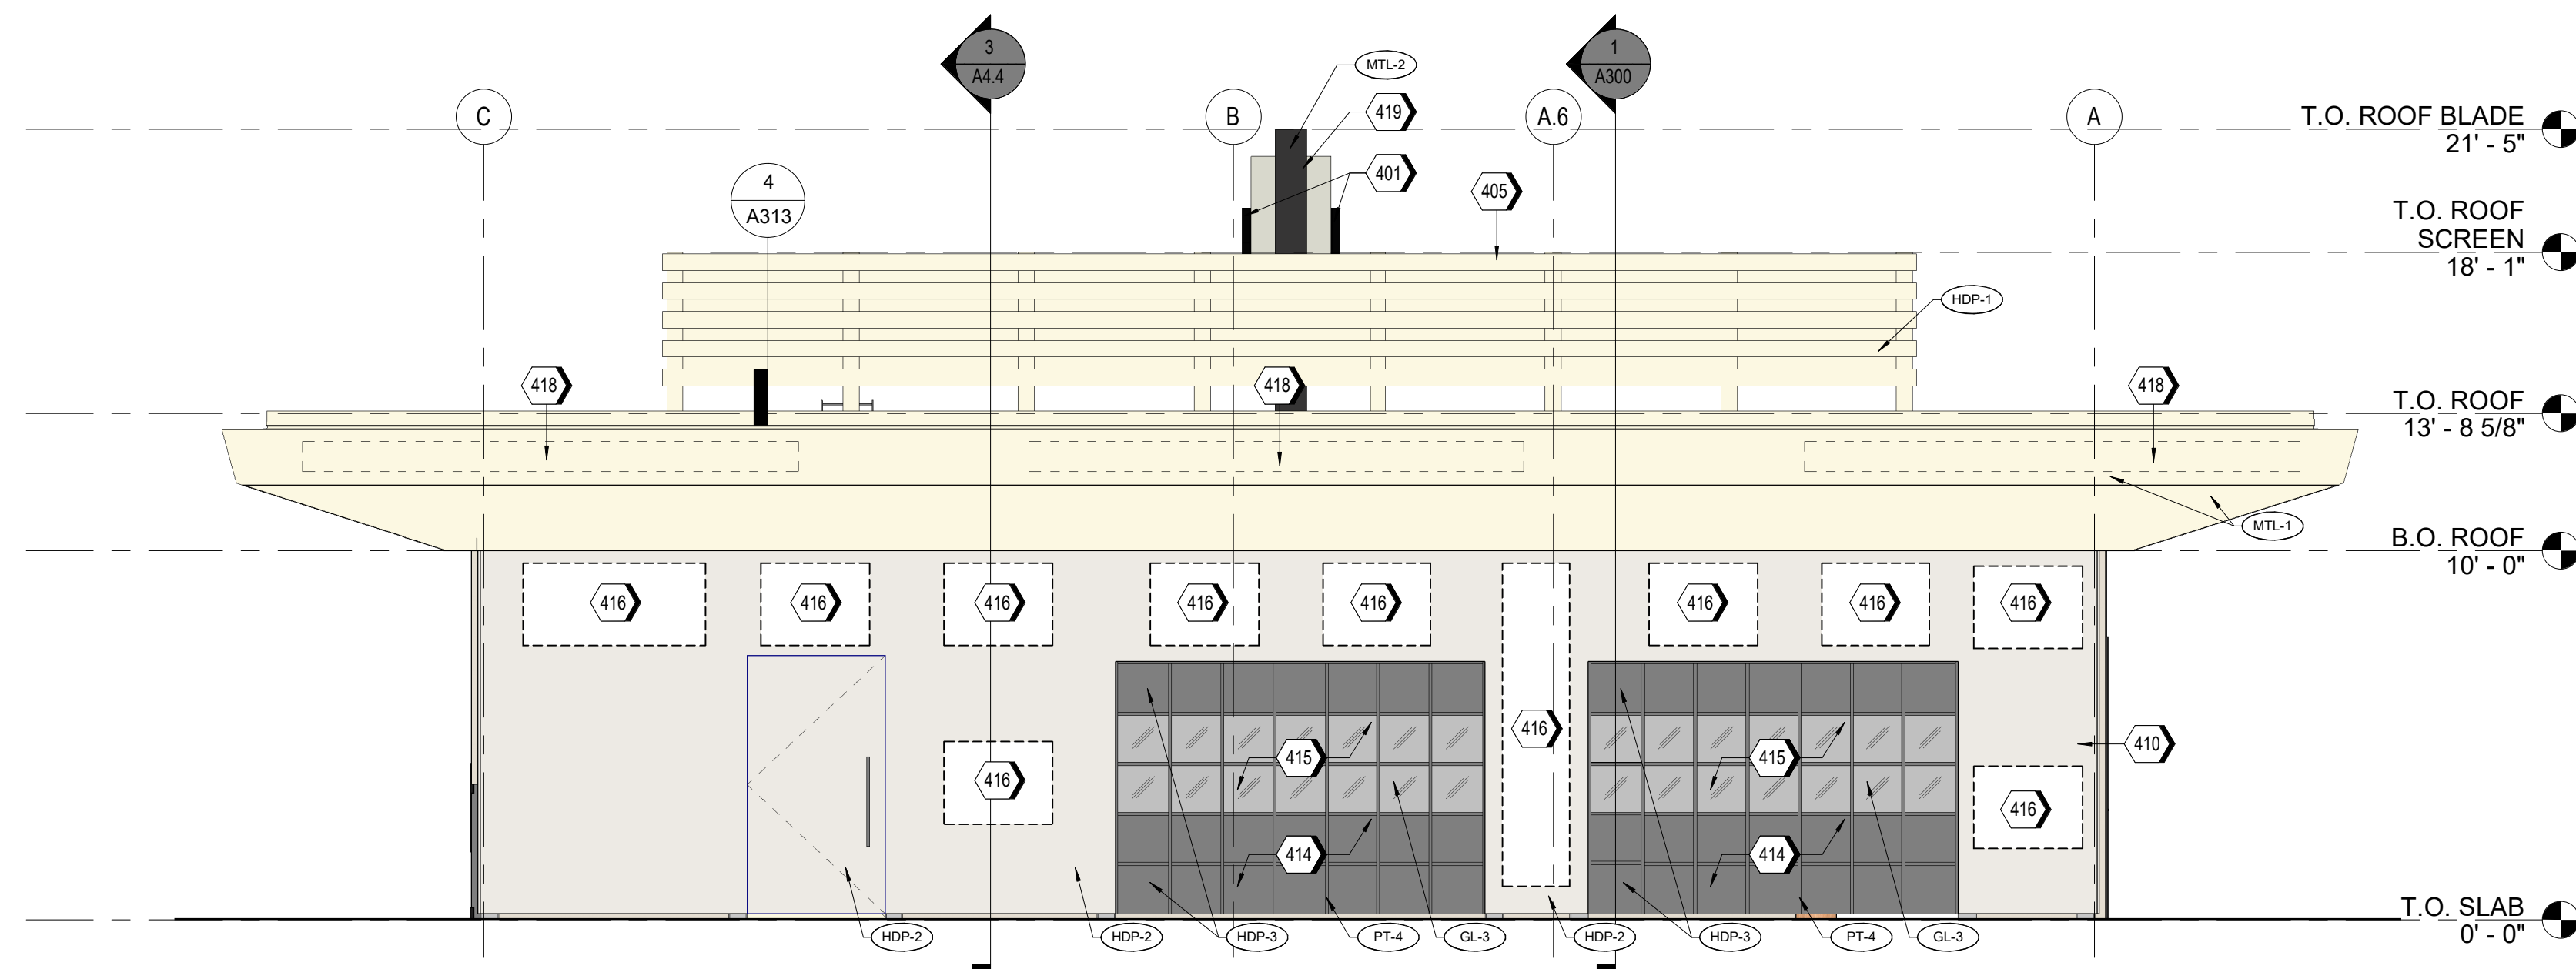 3
A4.4
1
A300
MTL-2
C
B
A.6
A
419
T.O. ROOF BLADE
21' - 5"
4
A313
401
405
T.O. ROOF
SCREEN
18' - 1"
HDP-1
418
418
418
T.O. ROOF
13' - 8 5/8"
MTL-1
B.O. ROOF
10' - 0"
416
416
416
416
416
416
416
416
416
416
416
415
415
410
414
414
T.O. SLAB
0' - 0"
HDP-2
HDP-2
HDP-3
PT-4
GL-3
HDP-2
HDP-3
PT-4
GL-3